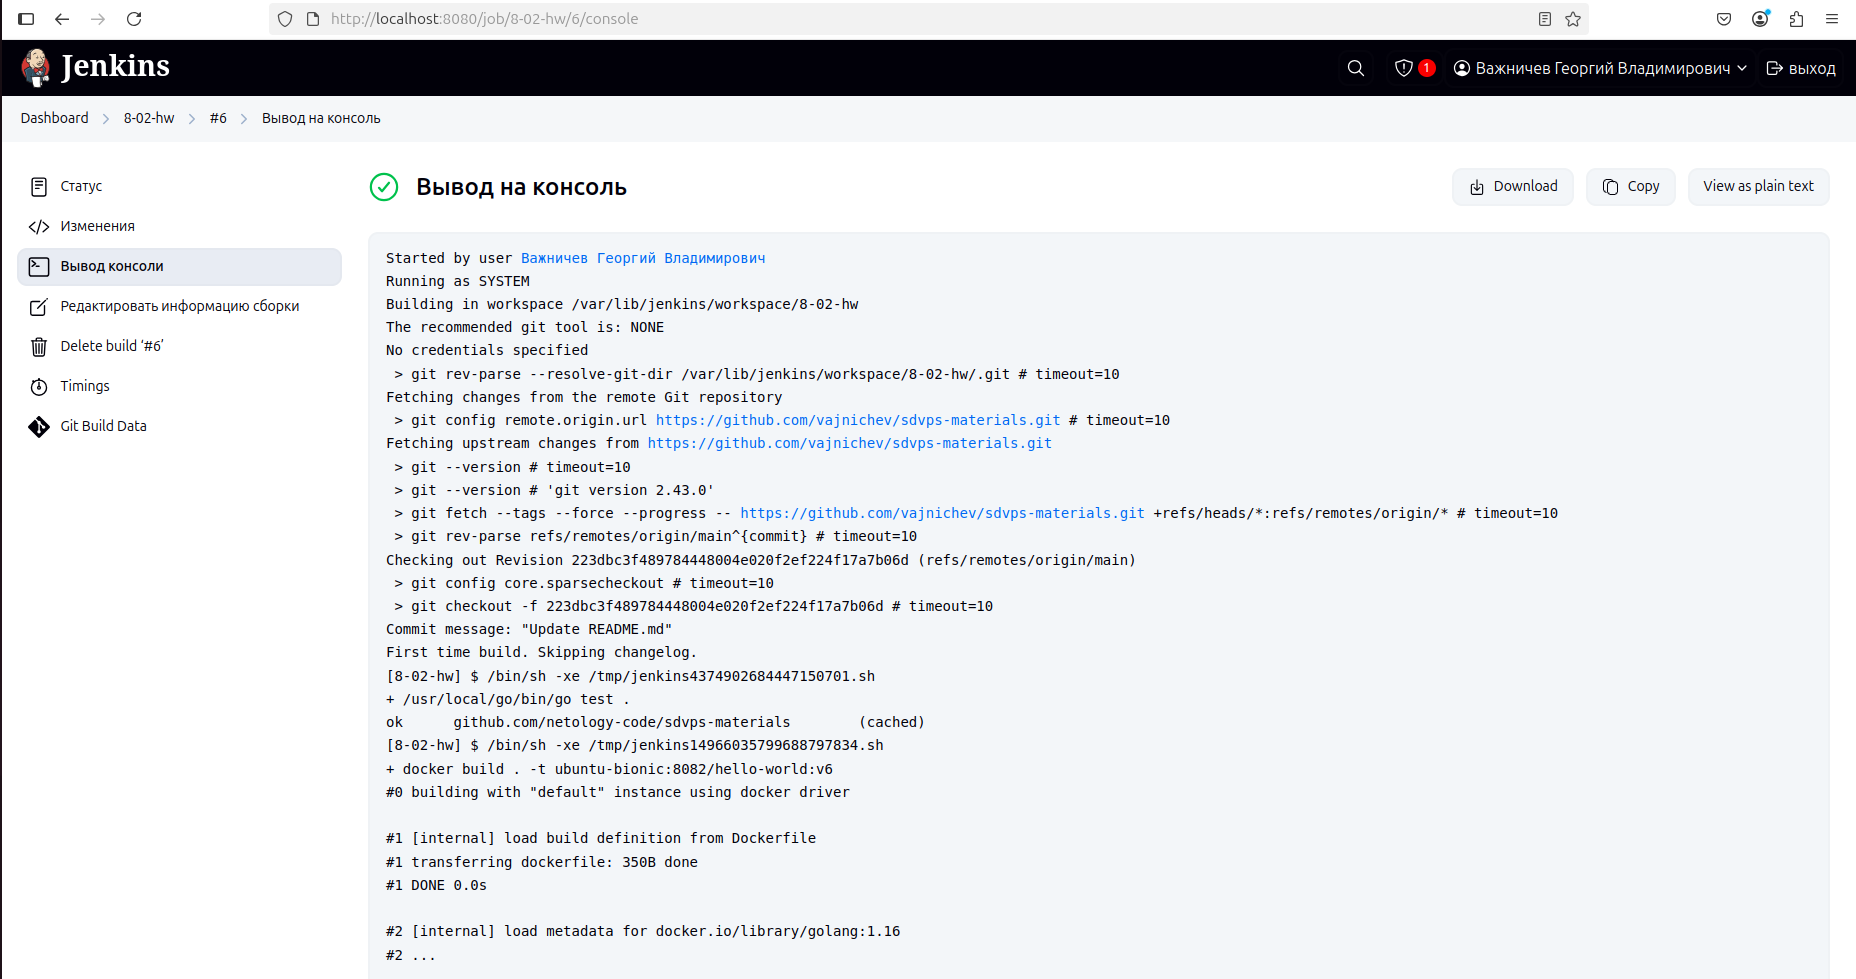 http://localhost:8080/job/8-02-hw/6/console
Jenkins
1
Важничев Георгий Владимирович
выход
Dashboard
8-02-hw
#6
Вывод на консоль
Статус
Изменения
Вывод консоли
Редактировать информацию сборки
Delete build ‘#6’
Timings
Git Build Data
Вывод на консоль
Download
Copy
View as plain text
Started by user Важничев Георгий Владимирович
Running as SYSTEM
Building in workspace /var/lib/jenkins/workspace/8-02-hw
The recommended git tool is: NONE
No credentials specified
 > git rev-parse --resolve-git-dir /var/lib/jenkins/workspace/8-02-hw/.git # timeout=10
Fetching changes from the remote Git repository
 > git config remote.origin.url https://github.com/vajnichev/sdvps-materials.git # timeout=10
Fetching upstream changes from https://github.com/vajnichev/sdvps-materials.git
 > git --version # timeout=10
 > git --version # 'git version 2.43.0'
 > git fetch --tags --force --progress -- https://github.com/vajnichev/sdvps-materials.git +refs/heads/*:refs/remotes/origin/* # timeout=10
 > git rev-parse refs/remotes/origin/main^{commit} # timeout=10
Checking out Revision 223dbc3f489784448004e020f2ef224f17a7b06d (refs/remotes/origin/main)
 > git config core.sparsecheckout # timeout=10
 > git checkout -f 223dbc3f489784448004e020f2ef224f17a7b06d # timeout=10
Commit message: "Update README.md"
First time build. Skipping changelog.
[8-02-hw] $ /bin/sh -xe /tmp/jenkins4374902684447150701.sh
+ /usr/local/go/bin/go test .
ok      github.com/netology-code/sdvps-materials        (cached)
[8-02-hw] $ /bin/sh -xe /tmp/jenkins14966035799688797834.sh
+ docker build . -t ubuntu-bionic:8082/hello-world:v6
#0 building with "default" instance using docker driver
#1 [internal] load build definition from Dockerfile
#1 transferring dockerfile: 350B done
#1 DONE 0.0s
#2 [internal] load metadata for docker.io/library/golang:1.16
#2 ...